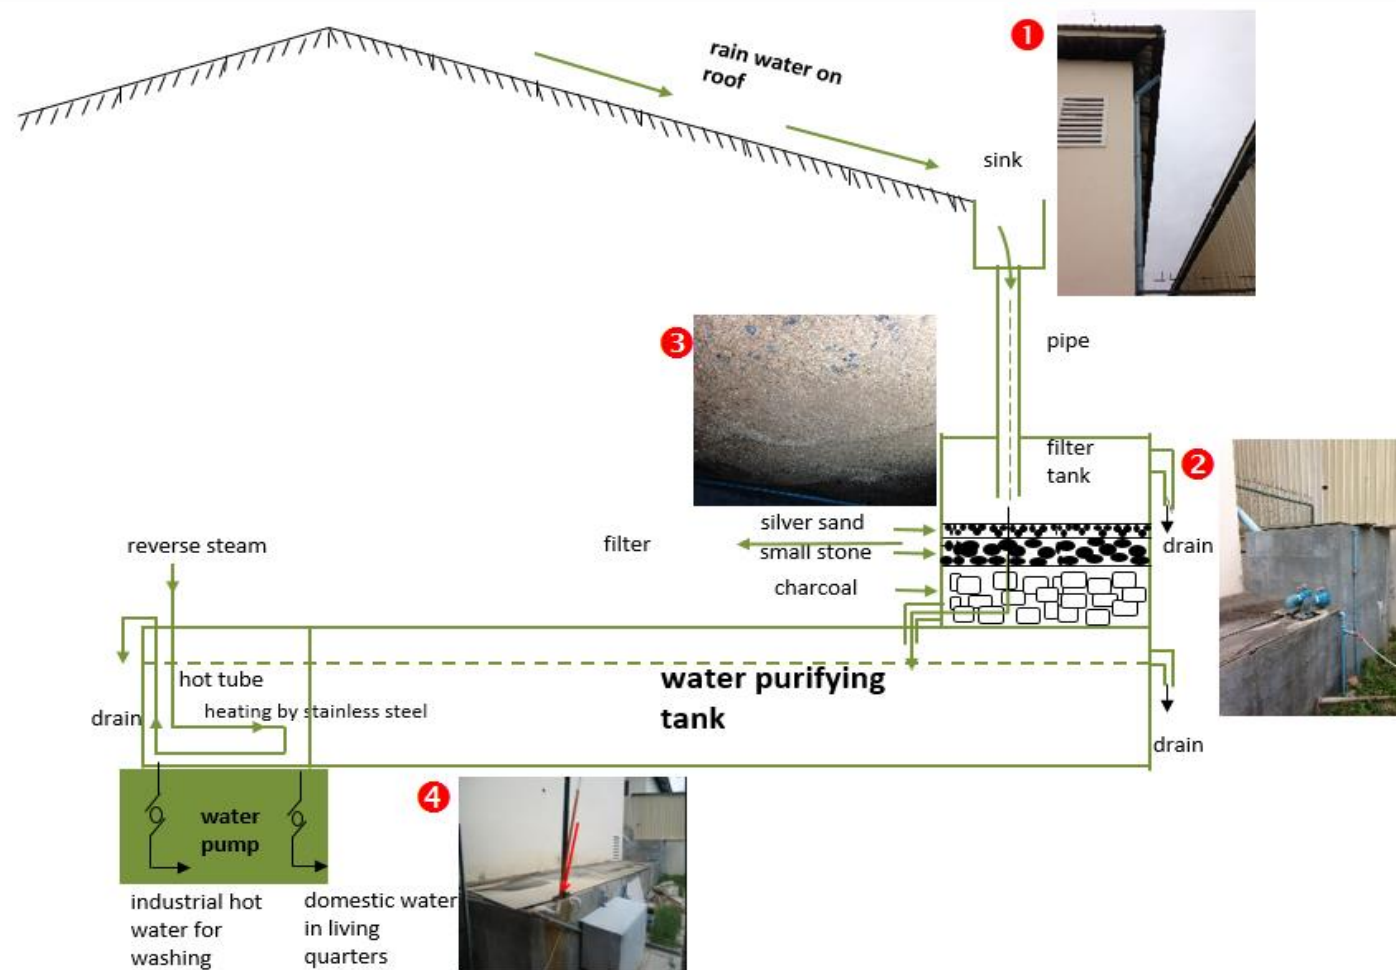 rain water on
roof
1
sink
3
pipe
filter
tank
2
silver sand
filter
small stone
drain
reverse steam
charcoal
hot tube
water purifying
tank
heating by stainless steel
drain
drain
4
water
pump
industrial hot
water for
washing
domestic water
in living
quarters